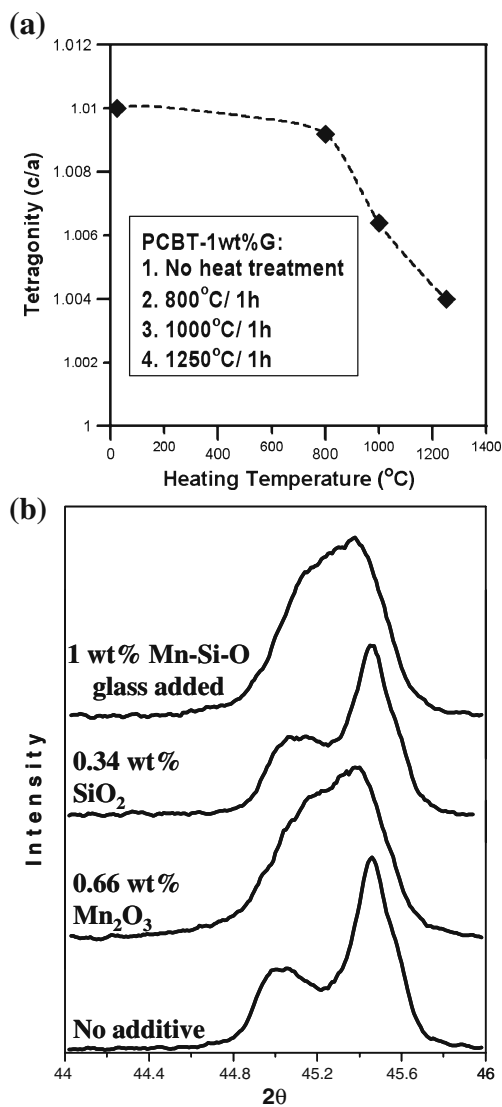 (a)
1.012
1.01
1.008
1.006
1.004
1.002
1
Tetragonity (c/a)
PCBT-1wt%G:
1. No heat treatment
2. 800°C/ 1h
3. 1000°C/ 1h
4. 1250°C/ 1h
0 200 400 600 800 1000 1200 1400
Heating Temperature (°C)
(b)
1 wt% Mn-Si-O
glass added
0.34 wt%
SiO₂
0.66 wt%
Mn₂O₃
No additive
Intensity
44 44.4 44.8 45.2 45.6 46
2θ